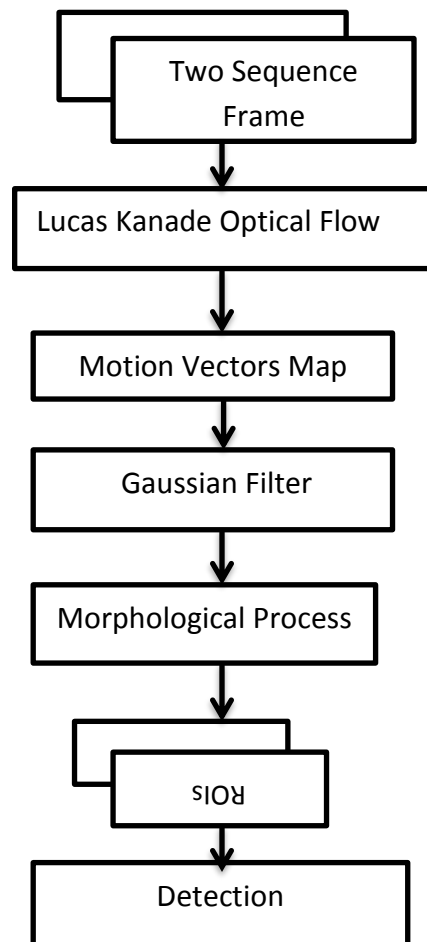 Two Sequence
Frame
Lucas Kanade Optical Flow
Motion Vectors Map
Gaussian Filter
Morphological Process
ROIs
Detection